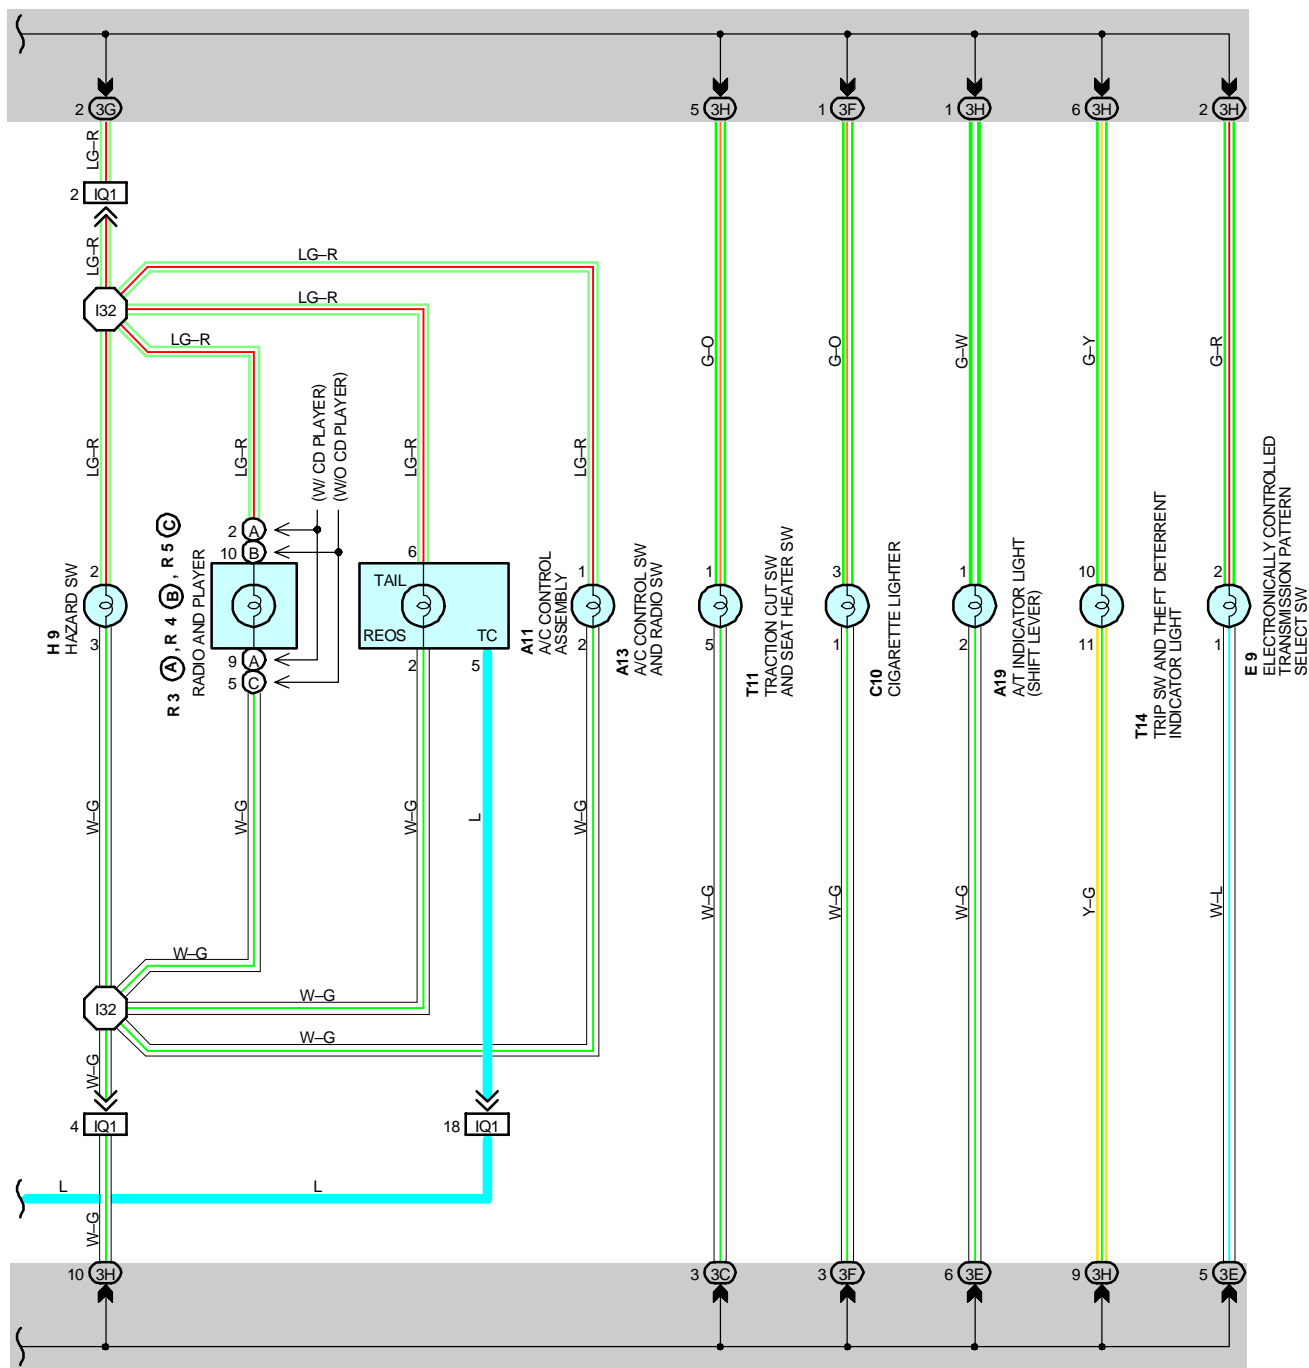 2 3G
5 3H
1 3F
1 3H
6 3H
2 3H
LG–R
2 IQ1
LG–R
LG–R
I32
LG–R
LG–R
G–O
G–O
G–W
G–Y
G–R
LG–R
LG–R
(W/ CD PLAYER)
(W/O CD PLAYER)
LG–R
LG–R
2 A
10 B
2
3
H 9
HAZARD SW
9 A
5 C
R 3 A , R 4 B , R 5 C
RADIO AND PLAYER
6
TAIL
REOS
TC
2
5
A11
A/C CONTROL
ASSEMBLY
1
2
A13
A/C CONTROL SW
AND RADIO SW
1
5
T11
TRACTION CUT SW
AND SEAT HEATER SW
3
1
C10
CIGARETTE LIGHTER
1
2
A19
A/T INDICATOR LIGHT
(SHIFT LEVER)
10
11
T14
TRIP SW AND THEFT DETERRENT
INDICATOR LIGHT
2
1
E 9
ELECTRONICALLY CONTROLLED
TRANSMISSION PATTERN
SELECT SW
W–G
W–G
W–G
L
W–G
W–G
W–G
W–G
Y–G
W–L
W–G
W–G
I32
W–G
W–G
4 IQ1
18 IQ1
L
L
W–G
10 3H
3 3C
3 3F
6 3E
9 3H
5 3E